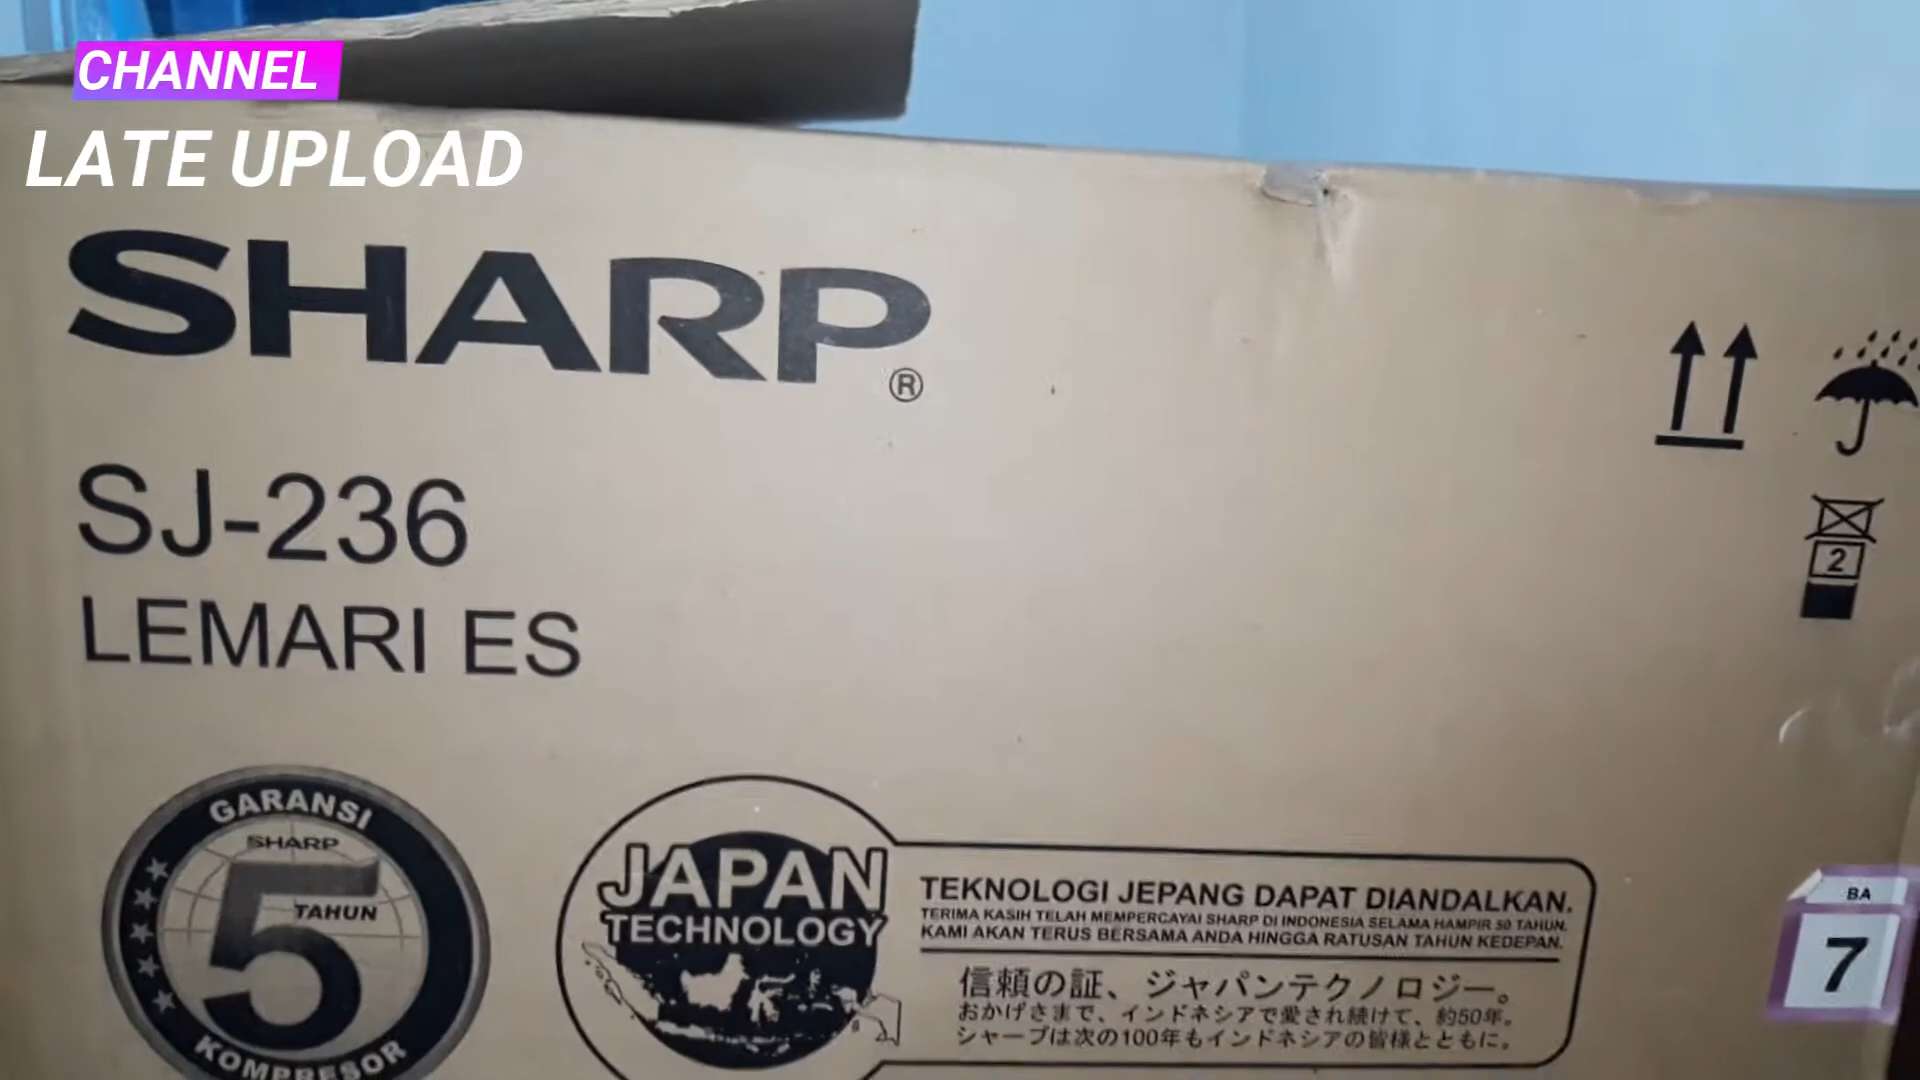 CHANNEL
LATE UPLOAD
SHARP®
SJ-236
LEMARI ES
2
GARANSI
SHARP
5
TAHUN
KOMPRESOR
JAPAN
TECHNOLOGY
TEKNOLOGI JEPANG DAPAT DIANDALKAN.
TERIMA KASIH TELAH MEMPERCAYAI SHARP DI INDONESIA SELAMA HAMPIR 50 TAHUN.
KAMI AKAN TERUS BERSAMA ANDA HINGGA RATUSAN TAHUN KEDEPAN.
信頼の証、ジャパンテクノロジー。
おかげさまで、インドネシアで愛され続けて、約50年。
シャープは次の100年もインドネシアの皆様とともに。
BA
7